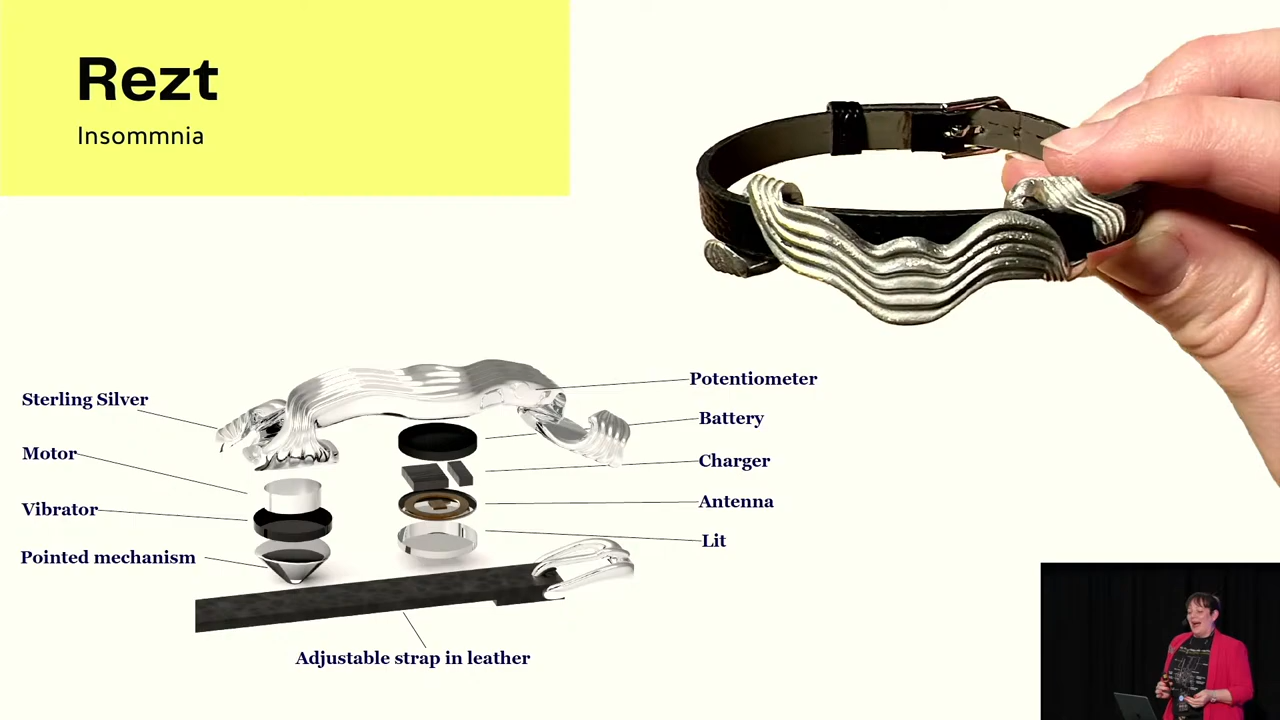 Rezt
Insommnia
Sterling Silver
Motor
Vibrator
Pointed mechanism
Potentiometer
Battery
Charger
Antenna
Lit
Adjustable strap in leather